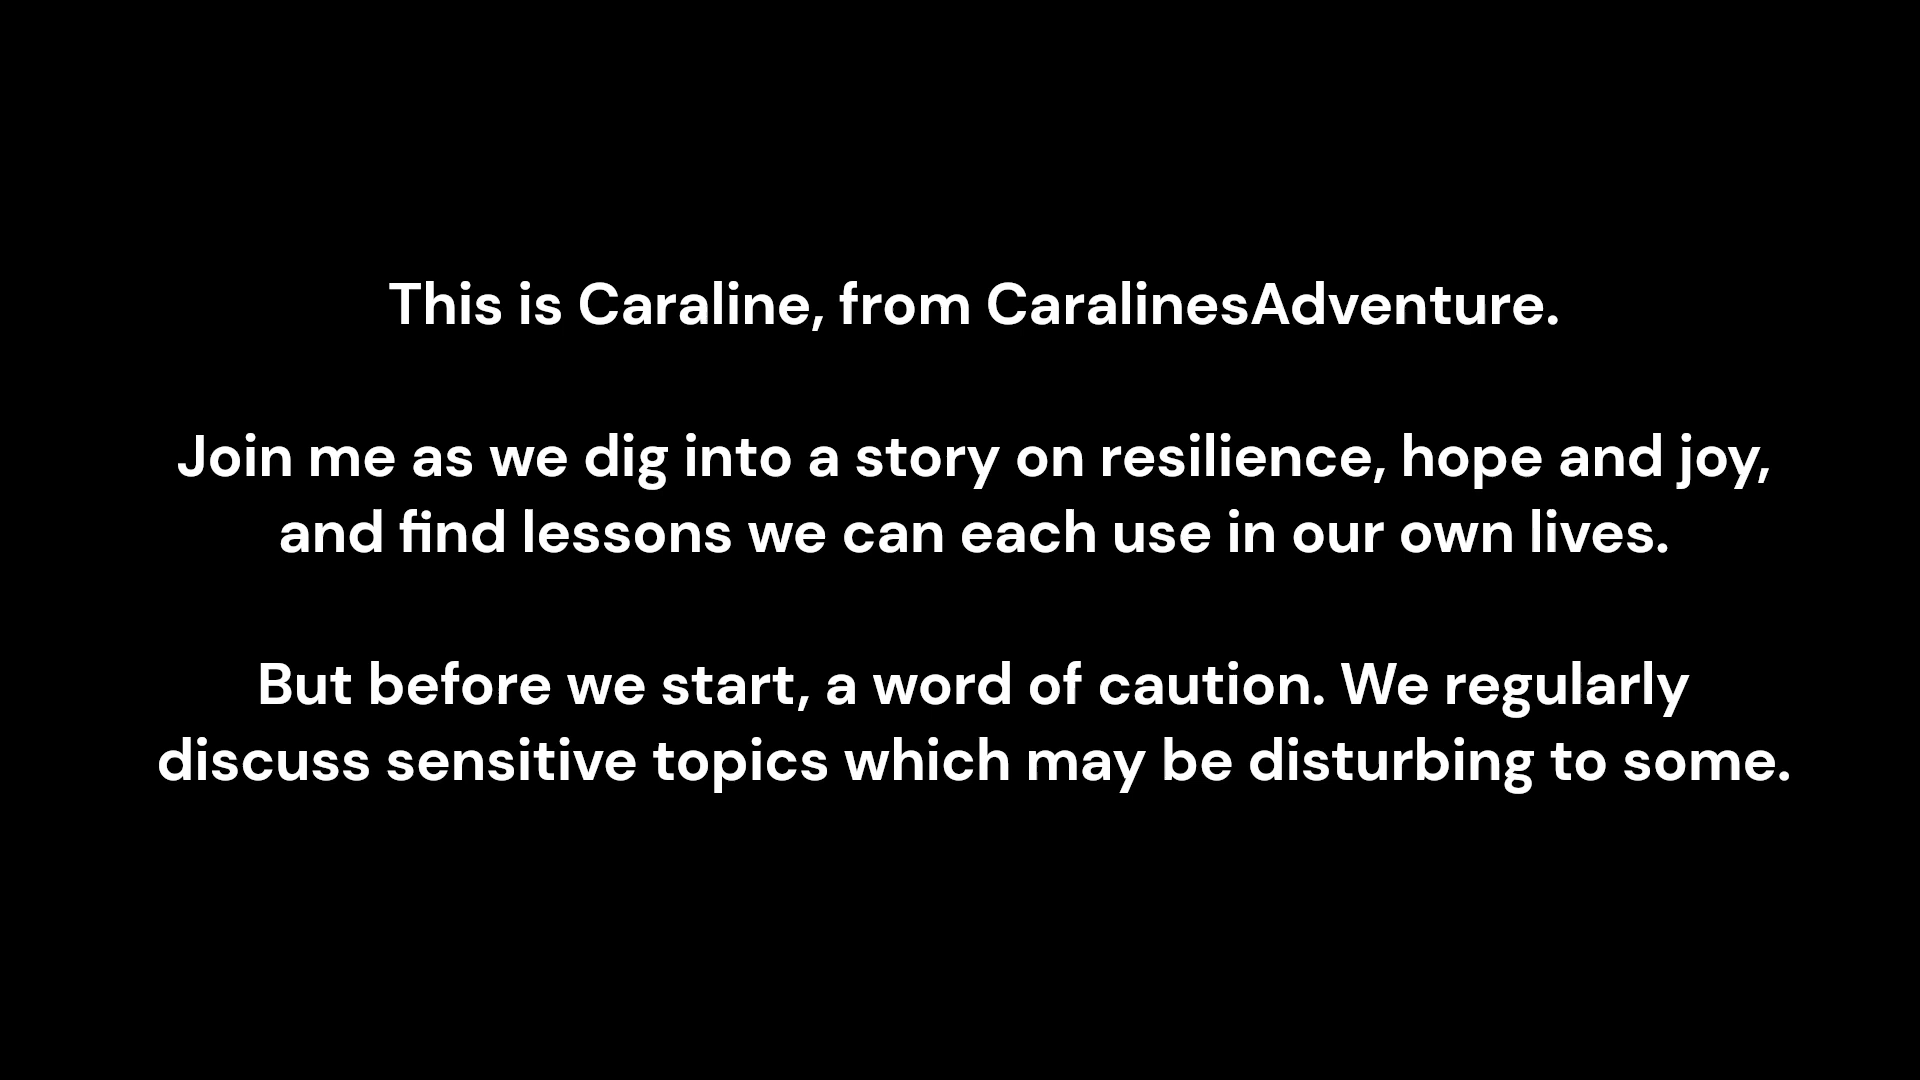 This is Caraline, from CaralinesAdventure.
Join me as we dig into a story on resilience, hope and joy,
and find lessons we can each use in our own lives.
But before we start, a word of caution. We regularly
discuss sensitive topics which may be disturbing to some.